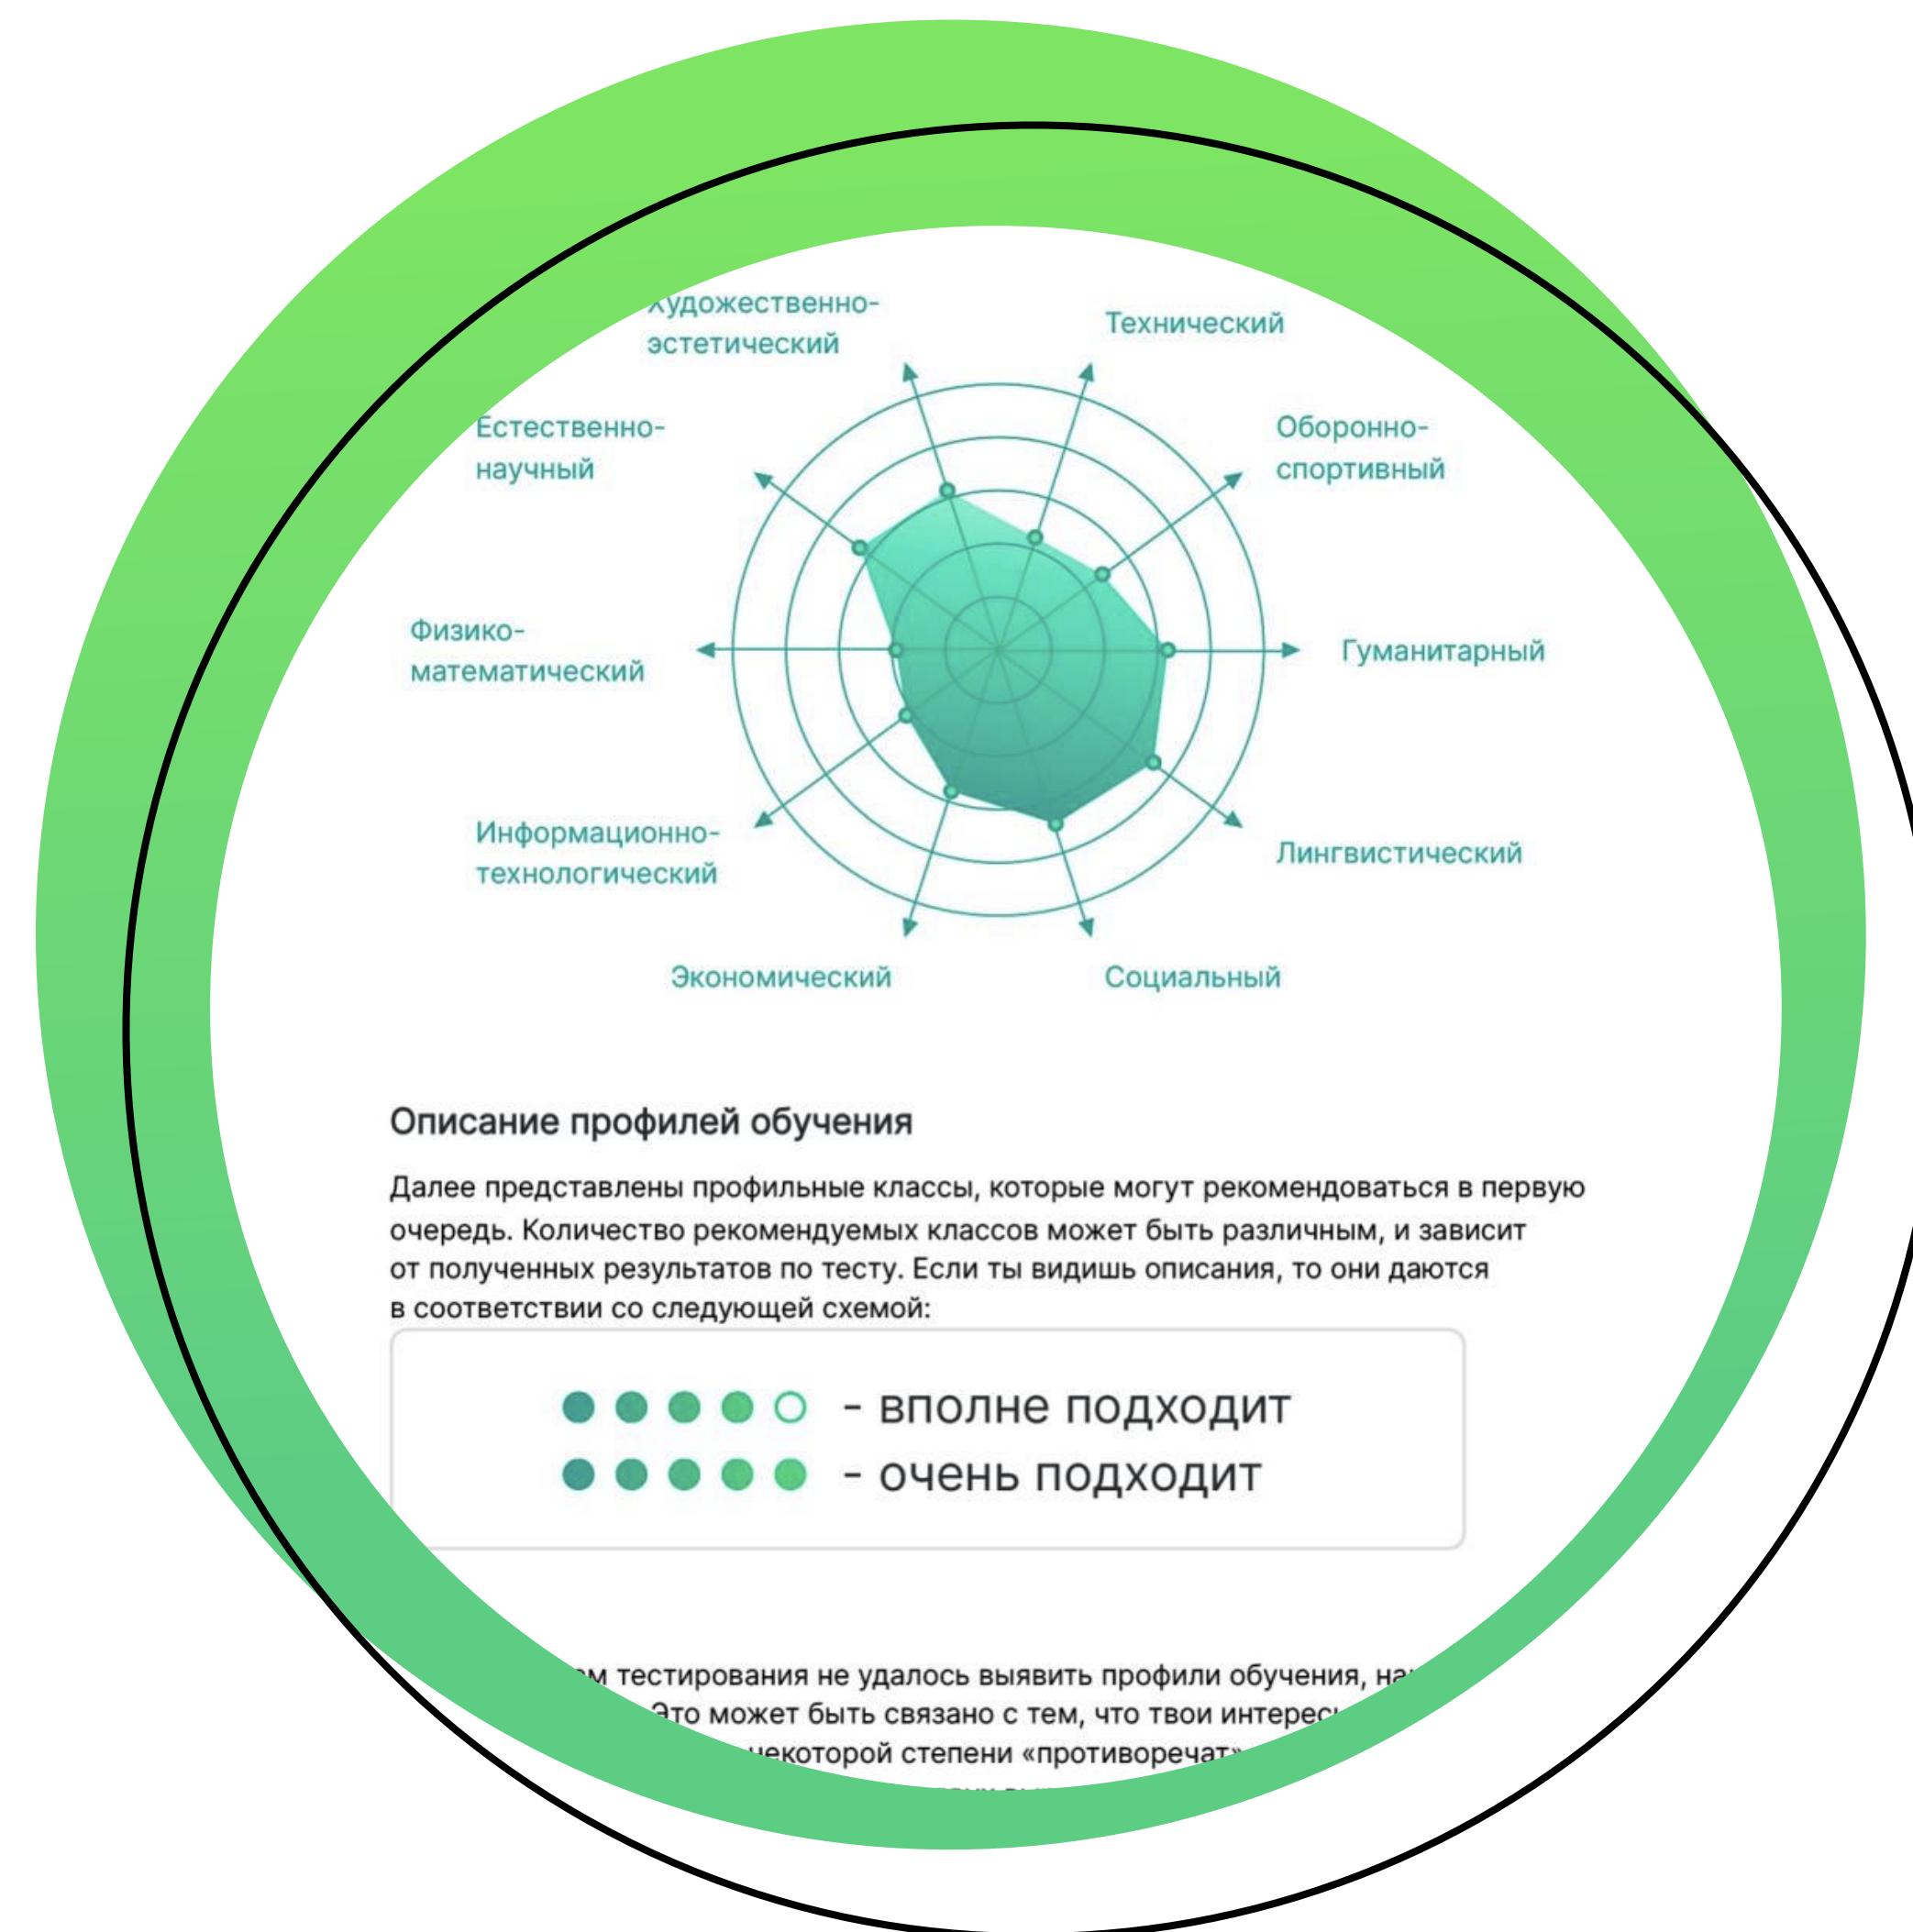 Художественно-
эстетический
Технический
Естественно-
научный
Оборонно-
спортивный
Физико-
математический
Гуманитарный
Информационно-
технологический
Лингвистический
Экономический
Социальный
Описание профилей обучения
Далее представлены профильные классы, которые могут рекомендоваться в первую
очередь. Количество рекомендуемых классов может быть различным, и зависит
от полученных результатов по тесту. Если ты видишь описания, то они даются
в соответствии со следующей схемой:
- вполне подходит
- очень подходит
тестирования не удалось выявить профили обучения,
Это может быть связано с тем, что твои
некоторой степени «противоречат»